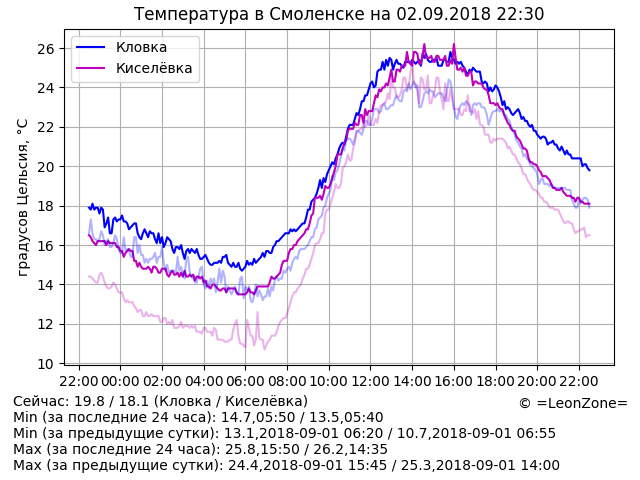 Температура в Смоленске на 02.09.2018 22:30
Кловка
Киселёвка
градусов Цельсия, °C
26
24
22
20
18
16
14
12
10
22:00 00:00 02:00 04:00 06:00 08:00 10:00 12:00 14:00 16:00 18:00 20:00 22:00
Сейчас: 19.8 / 18.1 (Кловка / Киселёвка)
© =LeonZone=
Min (за последние 24 часа): 14.7,05:50 / 13.5,05:40
Min (за предыдущие сутки): 13.1,2018-09-01 06:20 / 10.7,2018-09-01 06:55
Max (за последние 24 часа): 25.8,15:50 / 26.2,14:35
Max (за предыдущие сутки): 24.4,2018-09-01 15:45 / 25.3,2018-09-01 14:00